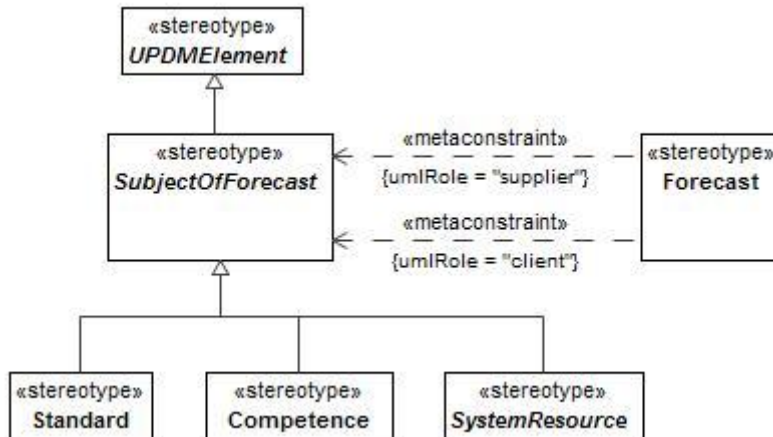 «stereotype»
UPDMElement
«stereotype»
SubjectOfForecast
«metaconstraint»
{umlRole = "supplier"}
«metaconstraint»
{umlRole = "client"}
«stereotype»
Forecast
«stereotype»
Standard
«stereotype»
Competence
«stereotype»
SystemResource